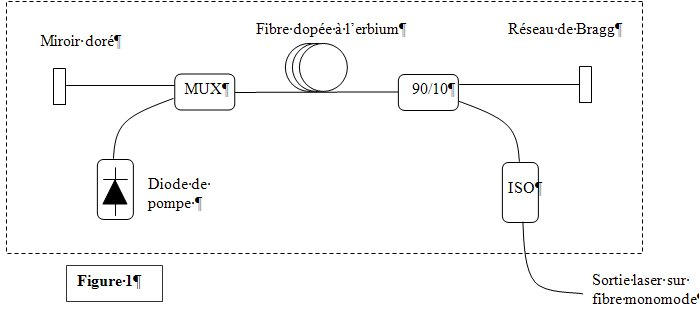 Miroir·doré¶
Fibre·dopée·à·l’erbium¶
Réseau·de·Bragg¶
MUX¶
90/10¶
Diode·de·
pompe·¶
ISO¶
Figure·1¶
Sortie·laser·sur·
fibre·monomode¶